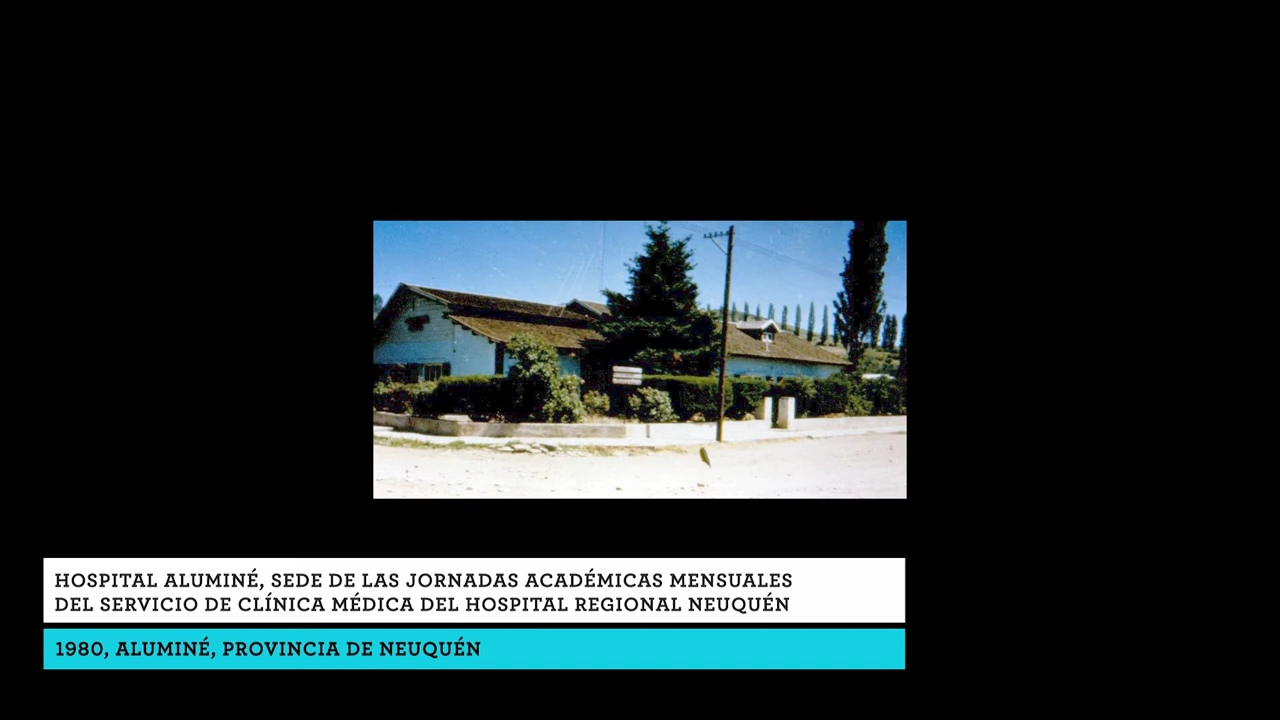 HOSPITAL ALUMINÉ, SEDE DE LAS JORNADAS ACADÉMICAS MENSUALES
DEL SERVICIO DE CLÍNICA MÉDICA DEL HOSPITAL REGIONAL NEUQUÉN
1980, ALUMINÉ, PROVINCIA DE NEUQUÉN